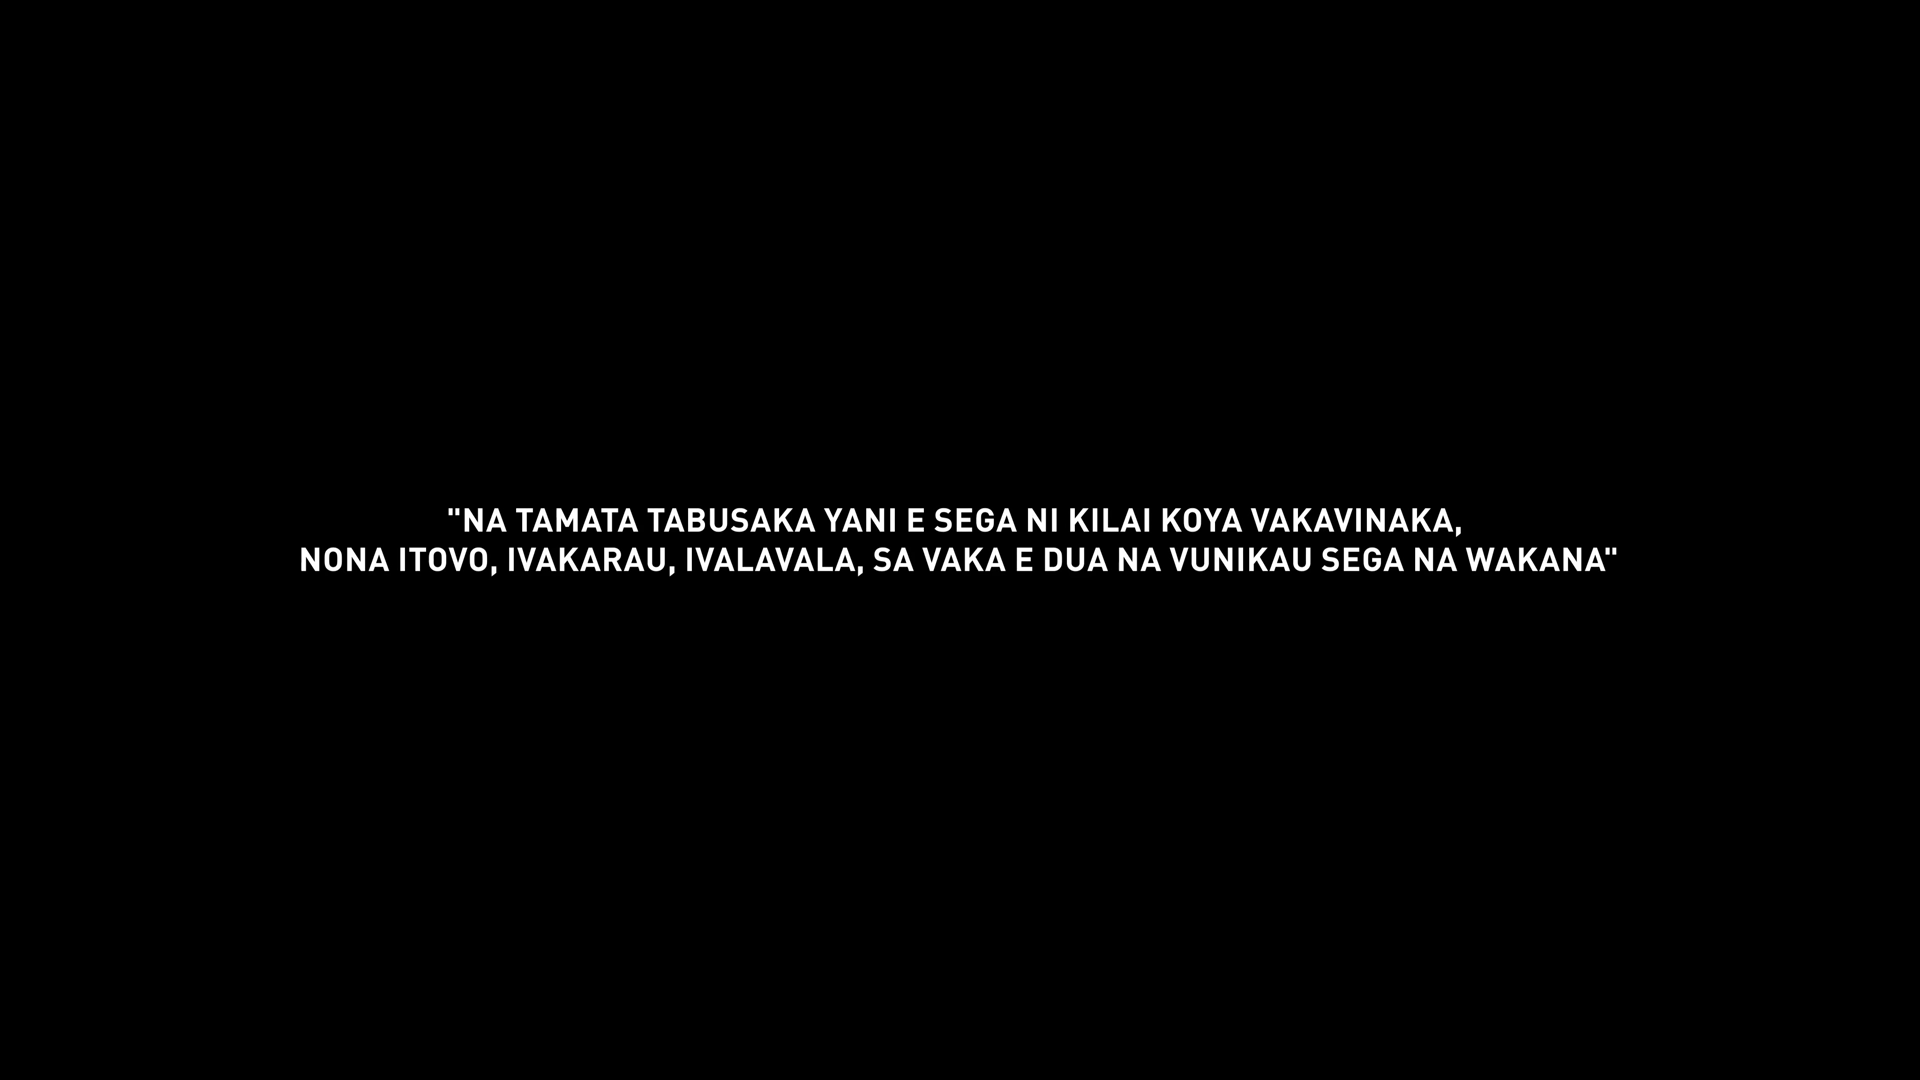 "NA TAMATA TABUSAKA YANI E SEGA NI KILAI KOYA VAKAVINAKA,
NONA ITOVO, IVAKARAU, IVALAVALA, SA VAKA E DUA NA VUNIKAU SEGA NA WAKANA"